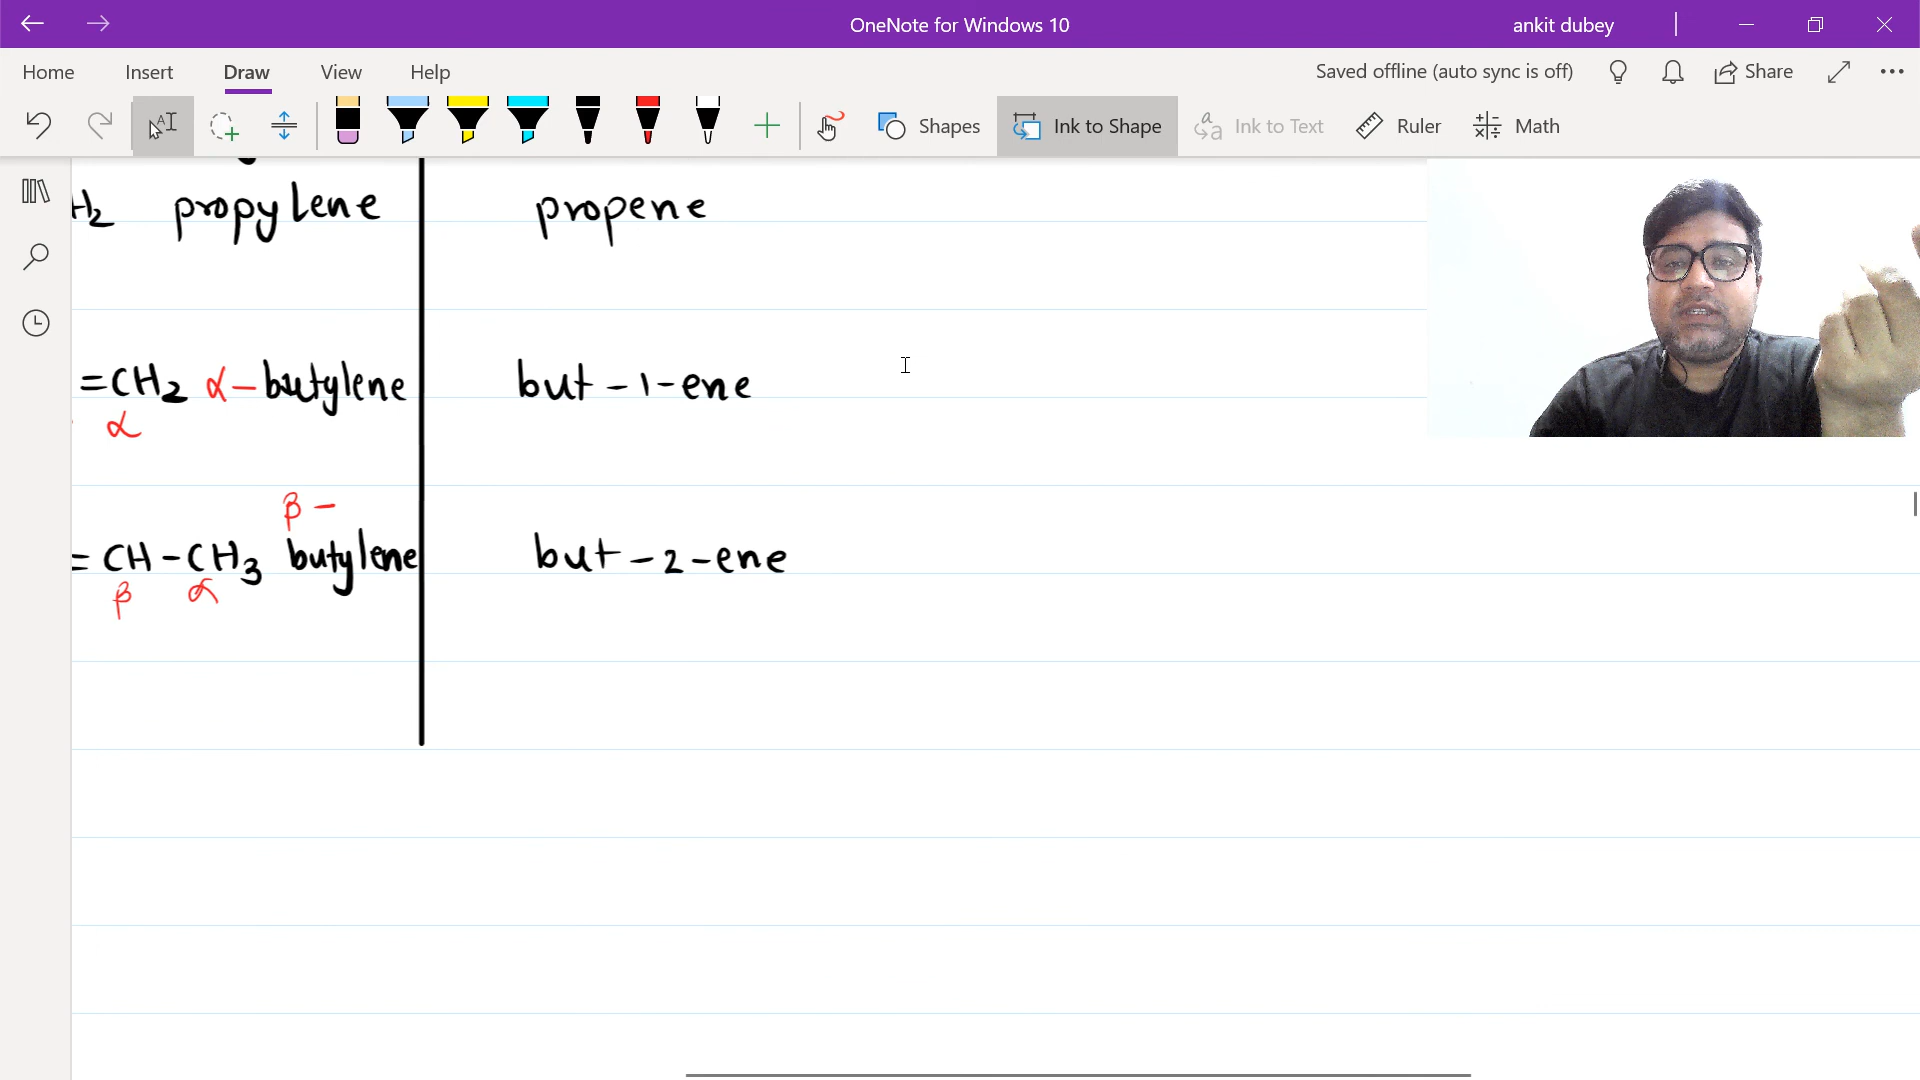 OneNote for Windows 10
ankit dubey
Home Insert Draw View Help
Saved offline (auto sync is off) Share
Shapes Ink to Shape Ink to Text Ruler Math
H2 propylene propene
=CH2 α-butylene but-1-ene
α
β-
= CH-CH3 butylene but-2-ene
β α